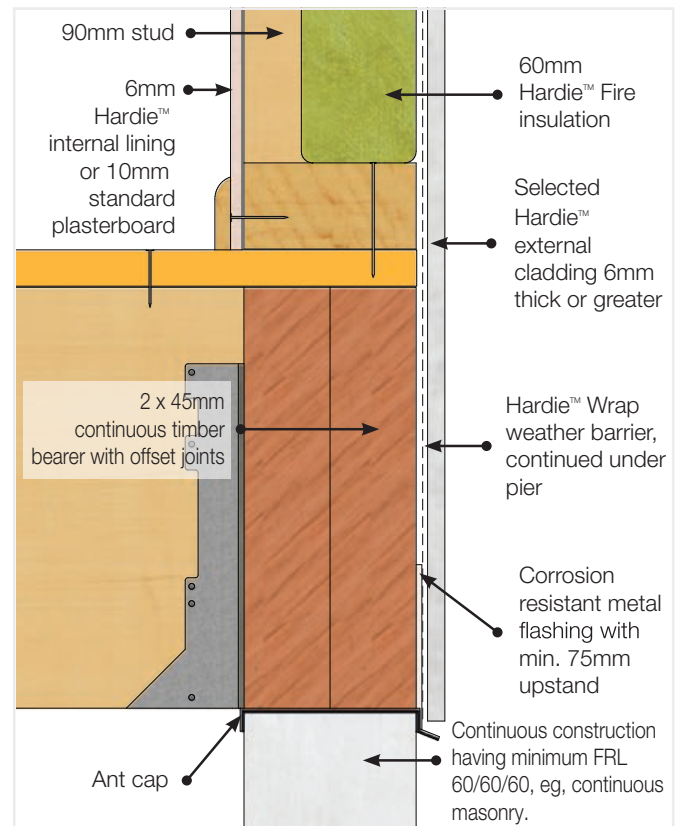 90mm stud
6mm
Hardie™
internal lining
or 10mm
standard
plasterboard
2 x 45mm
continuous timber
bearer with offset joints
Ant cap
60mm
Hardie™ Fire
insulation
Selected
Hardie™
external
cladding 6mm
thick or greater
Hardie™ Wrap
weather barrier,
continued under
pier
Corrosion
resistant metal
flashing with
min. 75mm
upstand
Continuous construction
having minimum FRL
60/60/60, eg, continuous
masonry.